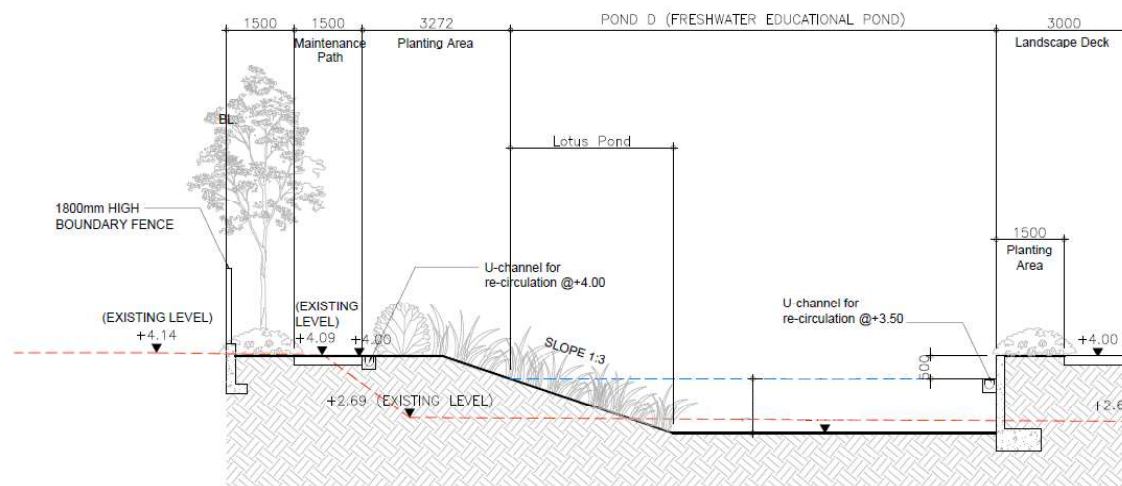 1500
1500
3272
POND D (FRESHWATER EDUCATIONAL POND)
3000
Maintenance
Path
Planting Area
Landscape Deck
BL.
Lotus Pond
1800mm HIGH
BOUNDARY FENCE
1500
Planting
Area
U-channel for
re-circulation @+4.00
(EXISTING LEVEL)
+4.14
(EXISTING
LEVEL)
+4.09
+4.00
U-channel for
re-circulation @+3.50
SLOPE 1:3
500
+4.00
+2.69 (EXISTING LEVEL)